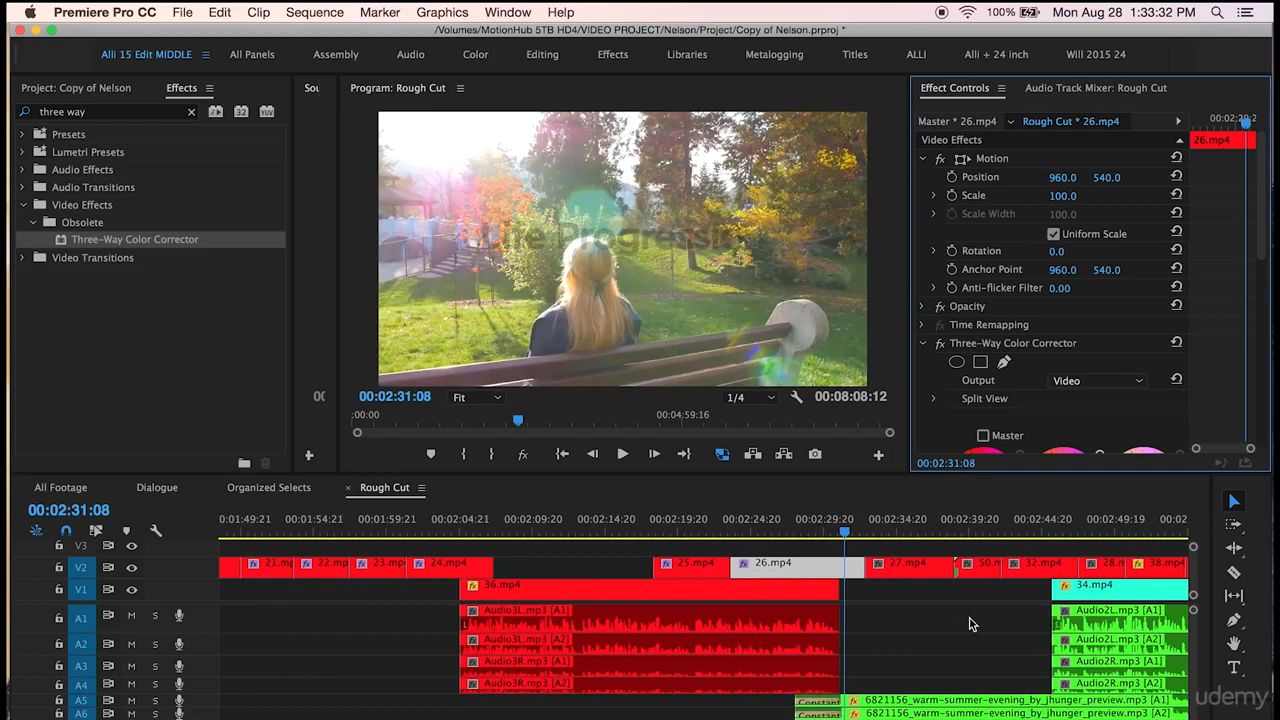 Premiere Pro CC File Edit Clip Sequence Marker Graphics Window Help 100% Mon Aug 28 1:33:32 PM
/Volumes/MotionHub 5TB HD4/VIDEO PROJECT/Nelson/Project/Copy of Nelson.prproj *
Alli 15 Edit MIDDLE All Panels Assembly Audio Color Effects Libraries Metalogging Titles ALLI Alli + 24 inch Will 2015 24
Project: Copy of Nelson Effects Sou Program: Rough Cut Effect Controls Audio Track Mixer: Rough Cut
three way 32 YUV
Master * 26.mp4 Rough Cut * 26.mp4 00:02:29:2
Presets
Lumetri Presets
Audio Effects
Audio Transitions
Video Effects
Obsolete
Three-Way Color Corrector
Video Transitions
Video Effects 26.mp4
fx Motion
Position 960.0 540.0
Scale 100.0
Scale Width 100.0
Uniform Scale
Rotation 0.0
Anchor Point 960.0 540.0
Anti-flicker Filter 0.00
fx Opacity
fx Time Remapping
fx Three-Way Color Corrector
Output Video
Split View
Master
00:02:31:08
00 00:02:31:08 Fit 1/4 00:08:08:12
;00:00 00:04:59:16
fx
All Footage Dialogue Organized Selects × Rough Cut
00:02:31:08
00:01:49:21 00:01:54:21 00:01:59:21 00:02:04:21 00:02:09:20 00:02:14:20 00:02:19:20 00:02:24:20 00:02:29:20 00:02:34:20 00:02:39:20 00:02:44:20 00:02:49:19 00:02
V3
V2 21.m 22.m 23.m 24.mp4 25.mp4 26.mp4 27.mp4 50.n 32.mp4 28.m 38.mp4
V1 36.mp4 34.mp4
A1 M S Audio3L.mp3 [A1] Audio2L.mp3 [A1]
A2 M S Audio3L.mp3 [A2] Audio2L.mp3 [A2]
A3 M S Audio3R.mp3 [A1] Audio2R.mp3 [A1]
A4 M S Audio3R.mp3 [A2] Audio2R.mp3 [A2]
A5 M S Constant 6821156_warm-summer-evening_by_jhunger_preview.mp3 [A1]
A6 M S Constant 6821156_warm-summer-evening_by_jhunger_preview.mp3 [A2]
udemy